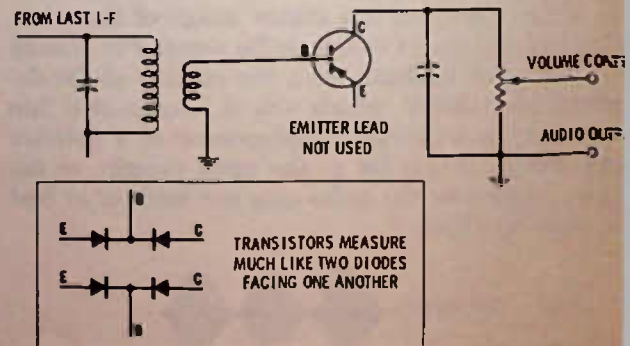 FROM LAST I-F
C
B
E
VOLUME
EMITTER LEAD
NOT USED
AUDIO
B
E C
TRANSISTORS MEASURE
MUCH LIKE TWO DIODES
FACING ONE ANOTHER
E C
B